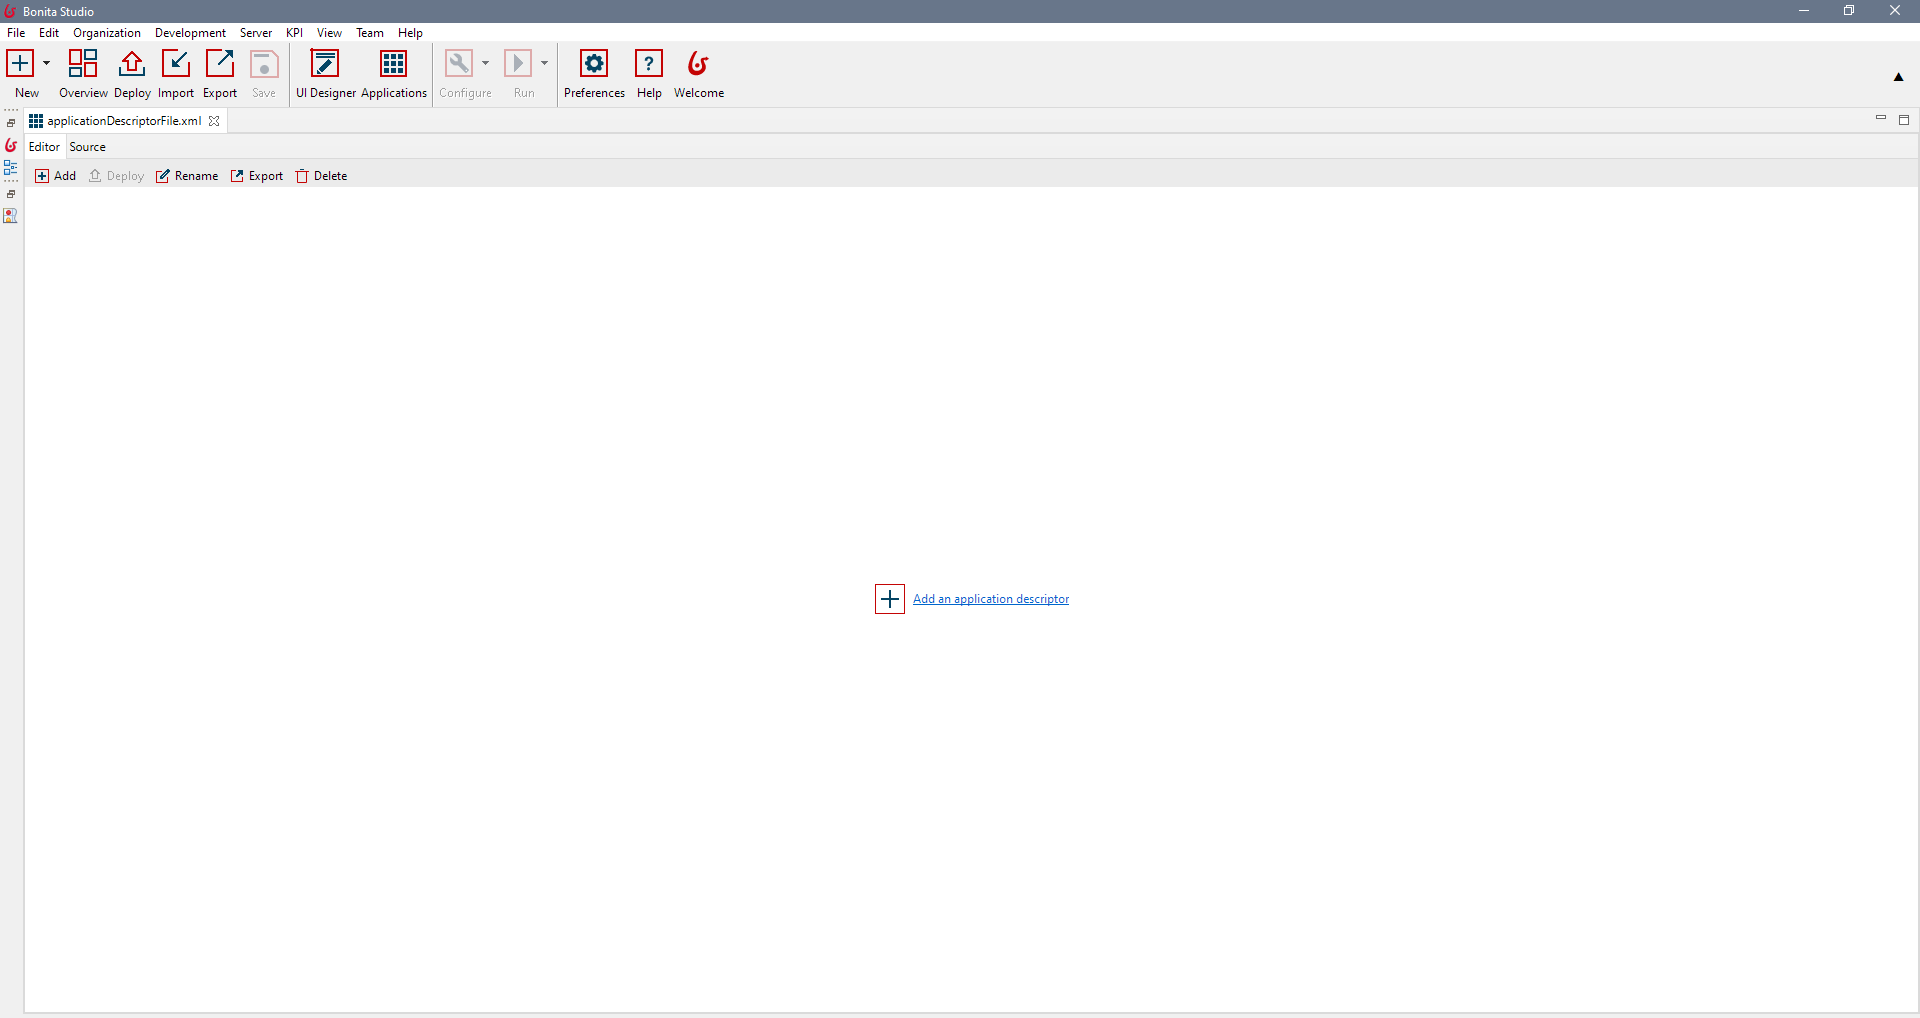 Bonita Studio
File Edit Organization Development Server KPI View Team Help
New Overview Deploy Import Export Save UI Designer Applications Configure Run Preferences Help Welcome
applicationDescriptorFile.xml
Editor Source
Add Deploy Rename Export Delete
Add an application descriptor